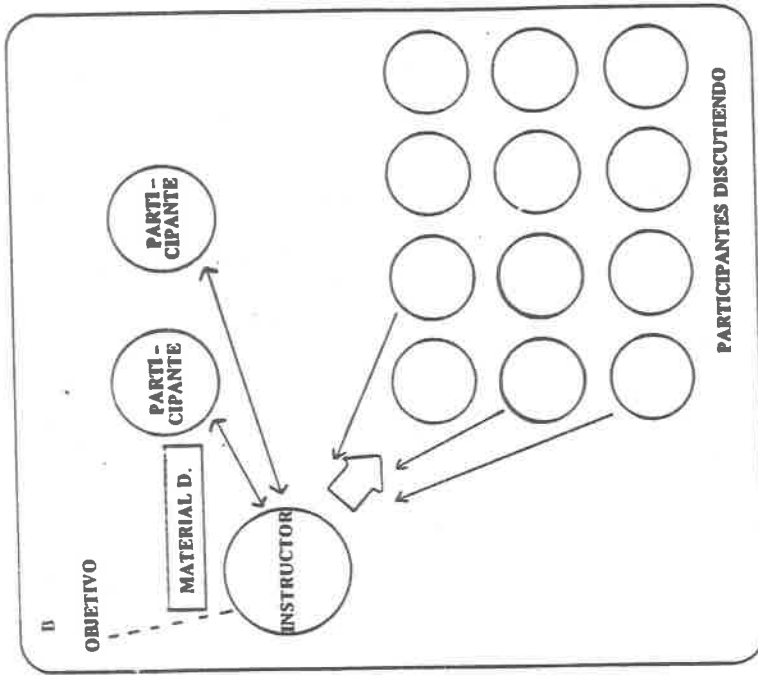 B
OBJETIVO
MATERIAL D.
INSTRUCTOR
PARTI-
CIPANTE
PARTI-
CIPANTE
PARTICIPANTES DISCUTIENDO